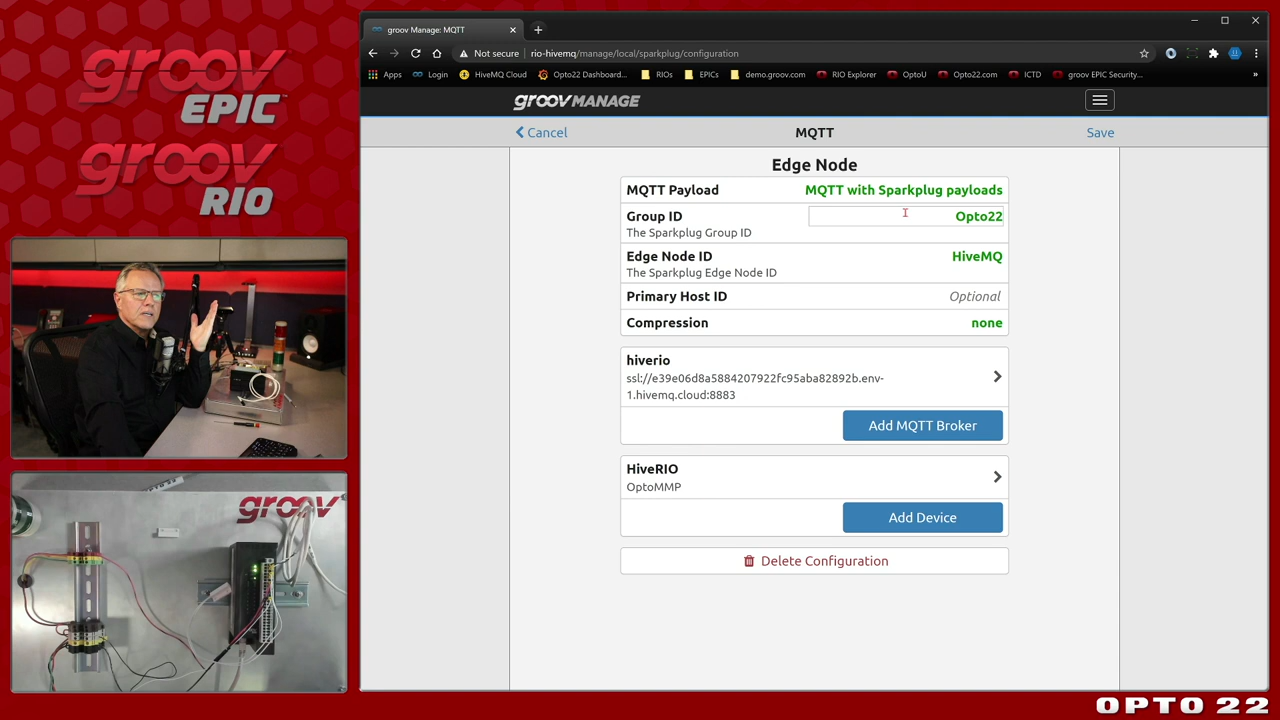 groov
EPIC™
groov
RIO
groov
groov Manage: MQTT
Not secure rio-hivemq/manage/local/sparkplug/configuration
Apps Login HiveMQ Cloud Opto22 Dashboard... RIOs EPICs demo.groov.com RIO Explorer OptoU Opto22.com ICTD groov EPIC Security... »
groov MANAGE
Cancel MQTT Save
Edge Node
MQTT Payload MQTT with Sparkplug payloads
Group ID Opto22
The Sparkplug Group ID
Edge Node ID HiveMQ
The Sparkplug Edge Node ID
Primary Host ID Optional
Compression none
hiverio
ssl://e39e06d8a5884207922fc95aba82892b.env-
1.hivemq.cloud:8883
Add MQTT Broker
HiveRIO
OptoMMP
Add Device
Delete Configuration
OPTO 22